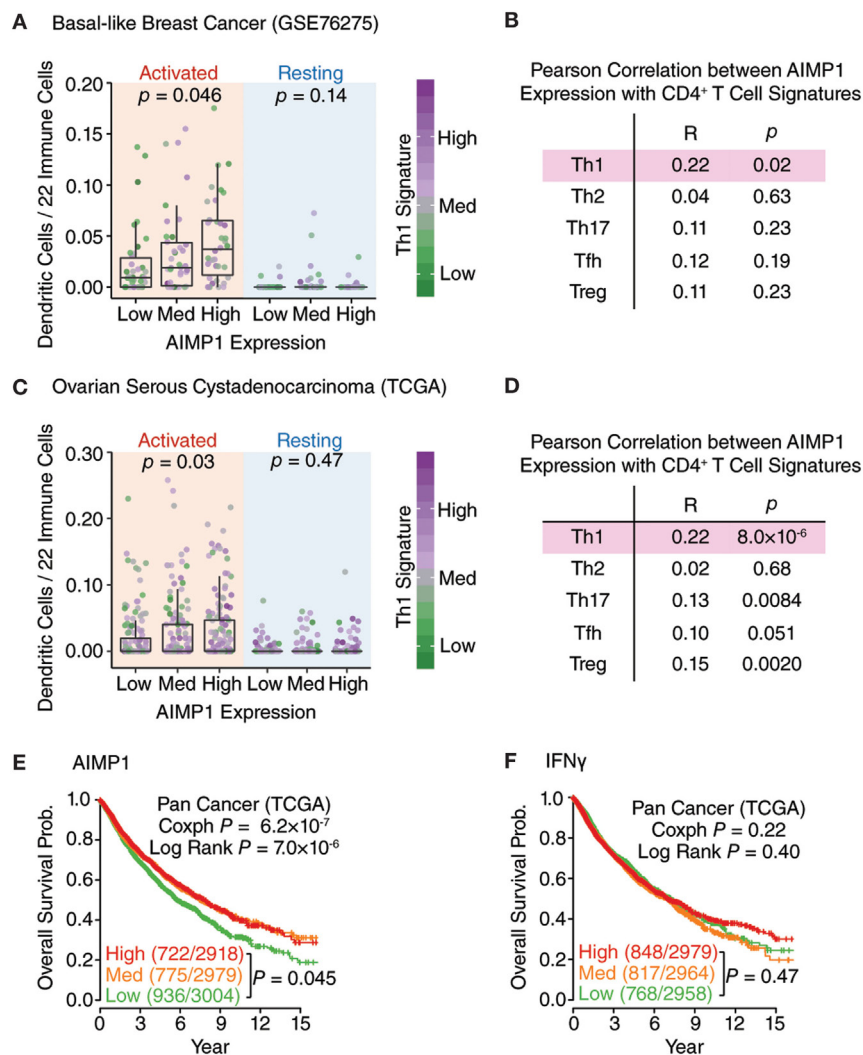 A Basal-like Breast Cancer (GSE76275)
Dendritic Cells / 22 Immune Cells
0.20
0.15
0.10
0.05
0.00
Activated
p = 0.046
Resting
p = 0.14
Low Med High Low Med High
AIMP1 Expression
Th1 Signature
High
Med
Low
B
Pearson Correlation between AIMP1
Expression with CD4+ T Cell Signatures
R p
Th1 0.22 0.02
Th2 0.04 0.63
Th17 0.11 0.23
Tfh 0.12 0.19
Treg 0.11 0.23
C Ovarian Serous Cystadenocarcinoma (TCGA)
Dendritic Cells / 22 Immune Cells
0.30
0.20
0.10
0.00
Activated
p = 0.03
Resting
p = 0.47
Low Med High Low Med High
AIMP1 Expression
Th1 Signature
High
Med
Low
D
Pearson Correlation between AIMP1
Expression with CD4+ T Cell Signatures
R p
Th1 0.22 8.0×10-6
Th2 0.02 0.68
Th17 0.13 0.0084
Tfh 0.10 0.051
Treg 0.15 0.0020
E AIMP1
Overall Survival Prob.
1.0
0.8
0.6
0.4
0.2
0
Pan Cancer (TCGA)
Coxph P = 6.2×10-7
Log Rank P = 7.0×10-6
High (722/2918)
Med (775/2979)
Low (936/3004)
P = 0.045
0 3 6 9 12 15
Year
F IFNγ
Overall Survival Prob.
1.0
0.8
0.6
0.4
0.2
0
Pan Cancer (TCGA)
Coxph P = 0.22
Log Rank P = 0.40
High (848/2979)
Med (817/2964)
Low (768/2958)
P = 0.47
0 3 6 9 12 15
Year